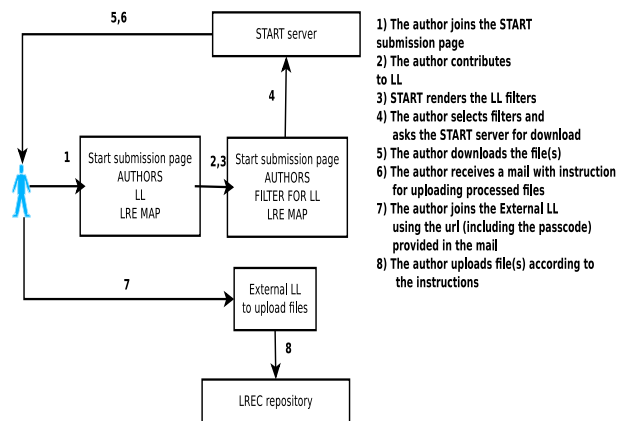 5,6
START server
4
1
Start submission page
AUTHORS
LL
LRE MAP
2,3
Start submission page
AUTHORS
FILTER FOR LL
LRE MAP
7
External LL
to upload files
8
LREC repository
1) The author joins the START
submission page
2) The author contributes
to LL
3) START renders the LL filters
4) The author selects filters and
asks the START server for download
5) The author downloads the file(s)
6) The author receives a mail with instruction
for uploading processed files
7) The author joins the External LL
using the url (including the passcode)
provided in the mail
8) The author uploads file(s) according to
the instructions